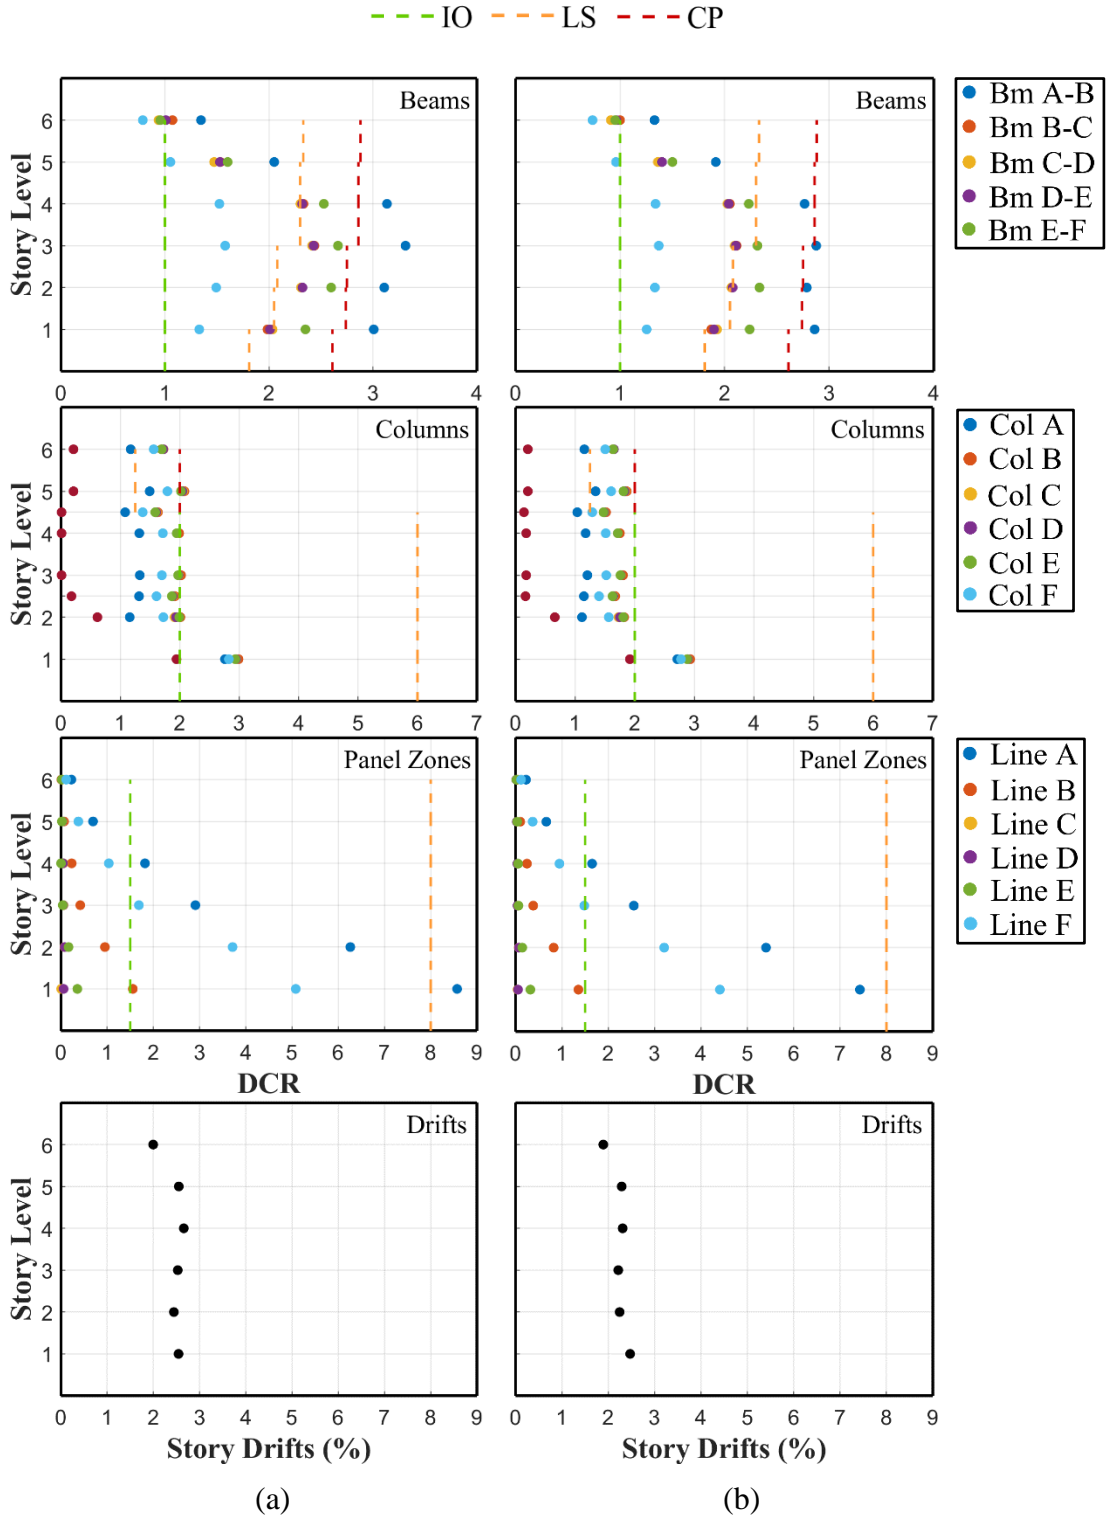 IO LS CP
Beams
Story Level
6
5
4
3
2
1
0 1 2 3 4
Beams
0 1 2 3 4
Bm A-B
Bm B-C
Bm C-D
Bm D-E
Bm E-F
Columns
Story Level
6
5
4
3
2
1
0 1 2 3 4 5 6 7
Columns
0 1 2 3 4 5 6 7
Col A
Col B
Col C
Col D
Col E
Col F
Panel Zones
Story Level
6
5
4
3
2
1
0 1 2 3 4 5 6 7 8 9
DCR
Panel Zones
0 1 2 3 4 5 6 7 8 9
DCR
Line A
Line B
Line C
Line D
Line E
Line F
Drifts
Story Level
6
5
4
3
2
1
0 1 2 3 4 5 6 7 8 9
Story Drifts (%)
Drifts
0 1 2 3 4 5 6 7 8 9
Story Drifts (%)
(a) (b)